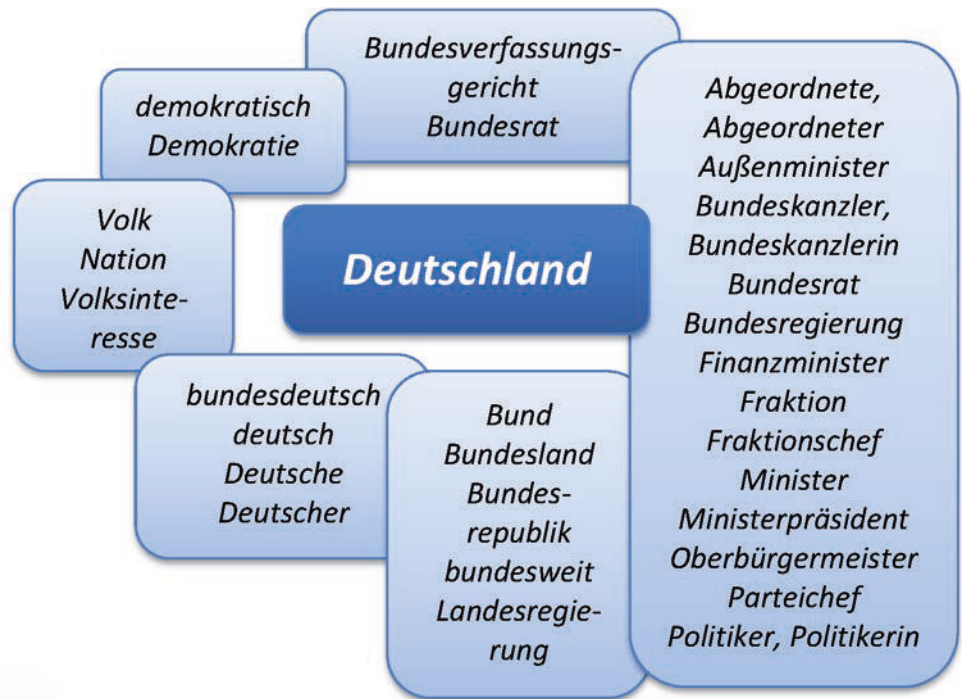 Bundesverfassungs-
gericht
Bundesrat
demokratisch
Demokratie
Volk
Nation
Volksinte-
resse
Deutschland
bundesdeutsch
deutsch
Deutsche
Deutscher
Bund
Bundesland
Bundes-
republik
bundesweit
Landesregie-
rung
Abgeordnete,
Abgeordneter
Außenminister
Bundeskanzler,
Bundeskanzlerin
Bundesrat
Bundesregierung
Finanzminister
Fraktion
Fraktionschef
Minister
Ministerpräsident
Oberbürgermeister
Parteichef
Politiker, Politikerin